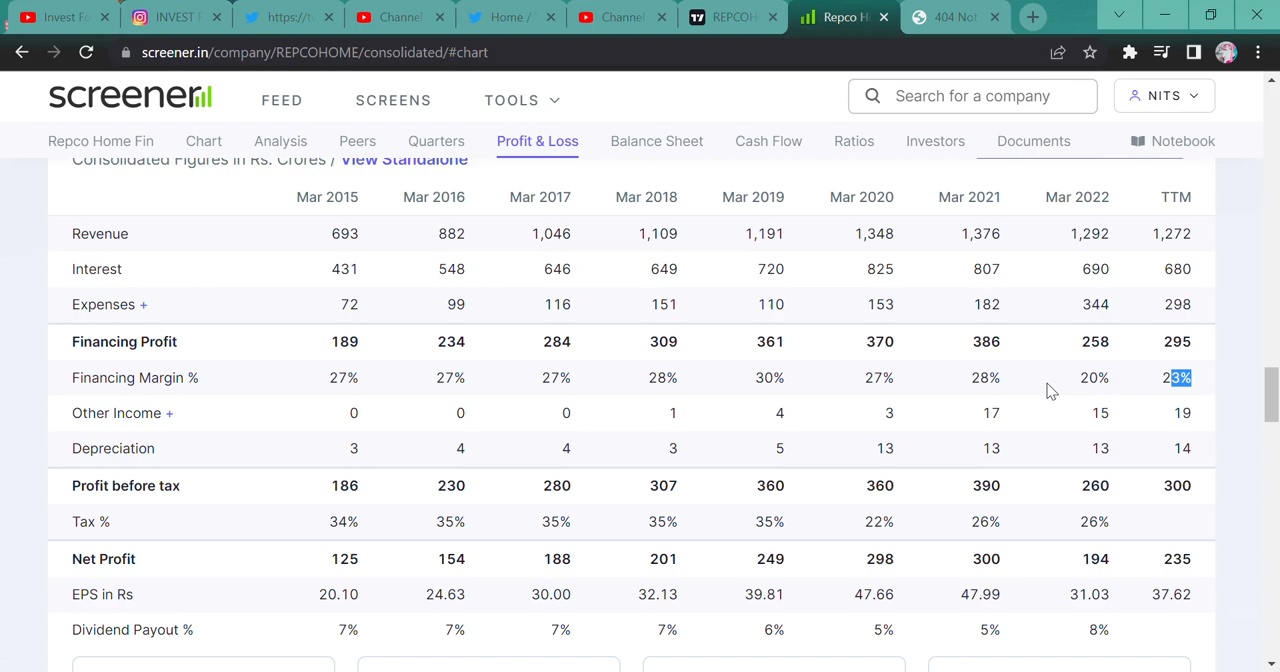 Invest Fo
INVEST F
https://tw
Channel
Home /
Channel
REPCOH
Repco H
404 Not
screener.in/company/REPCOHOME/consolidated/#chart
screener
FEED
SCREENS
TOOLS
Search for a company
NITS
Repco Home Fin
Chart
Analysis
Peers
Quarters
Profit & Loss
Balance Sheet
Cash Flow
Ratios
Investors
Documents
Notebook
Consolidated Figures in Rs. Crores / View Standalone
Mar 2015 Mar 2016 Mar 2017 Mar 2018 Mar 2019 Mar 2020 Mar 2021 Mar 2022 TTM
Revenue 693 882 1,046 1,109 1,191 1,348 1,376 1,292 1,272
Interest 431 548 646 649 720 825 807 690 680
Expenses + 72 99 116 151 110 153 182 344 298
Financing Profit 189 234 284 309 361 370 386 258 295
Financing Margin % 27% 27% 27% 28% 30% 27% 28% 20% 23%
Other Income + 0 0 0 1 4 3 17 15 19
Depreciation 3 4 4 3 5 13 13 13 14
Profit before tax 186 230 280 307 360 360 390 260 300
Tax % 34% 35% 35% 35% 35% 22% 26% 26%
Net Profit 125 154 188 201 249 298 300 194 235
EPS in Rs 20.10 24.63 30.00 32.13 39.81 47.66 47.99 31.03 37.62
Dividend Payout % 7% 7% 7% 7% 6% 5% 5% 8%